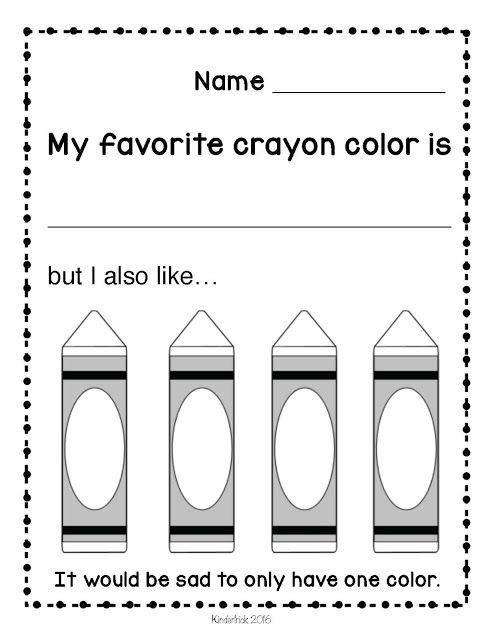 Name
My favorite crayon color is
but I also like…
It would be sad to only have one color.
Kinderfrick 2016